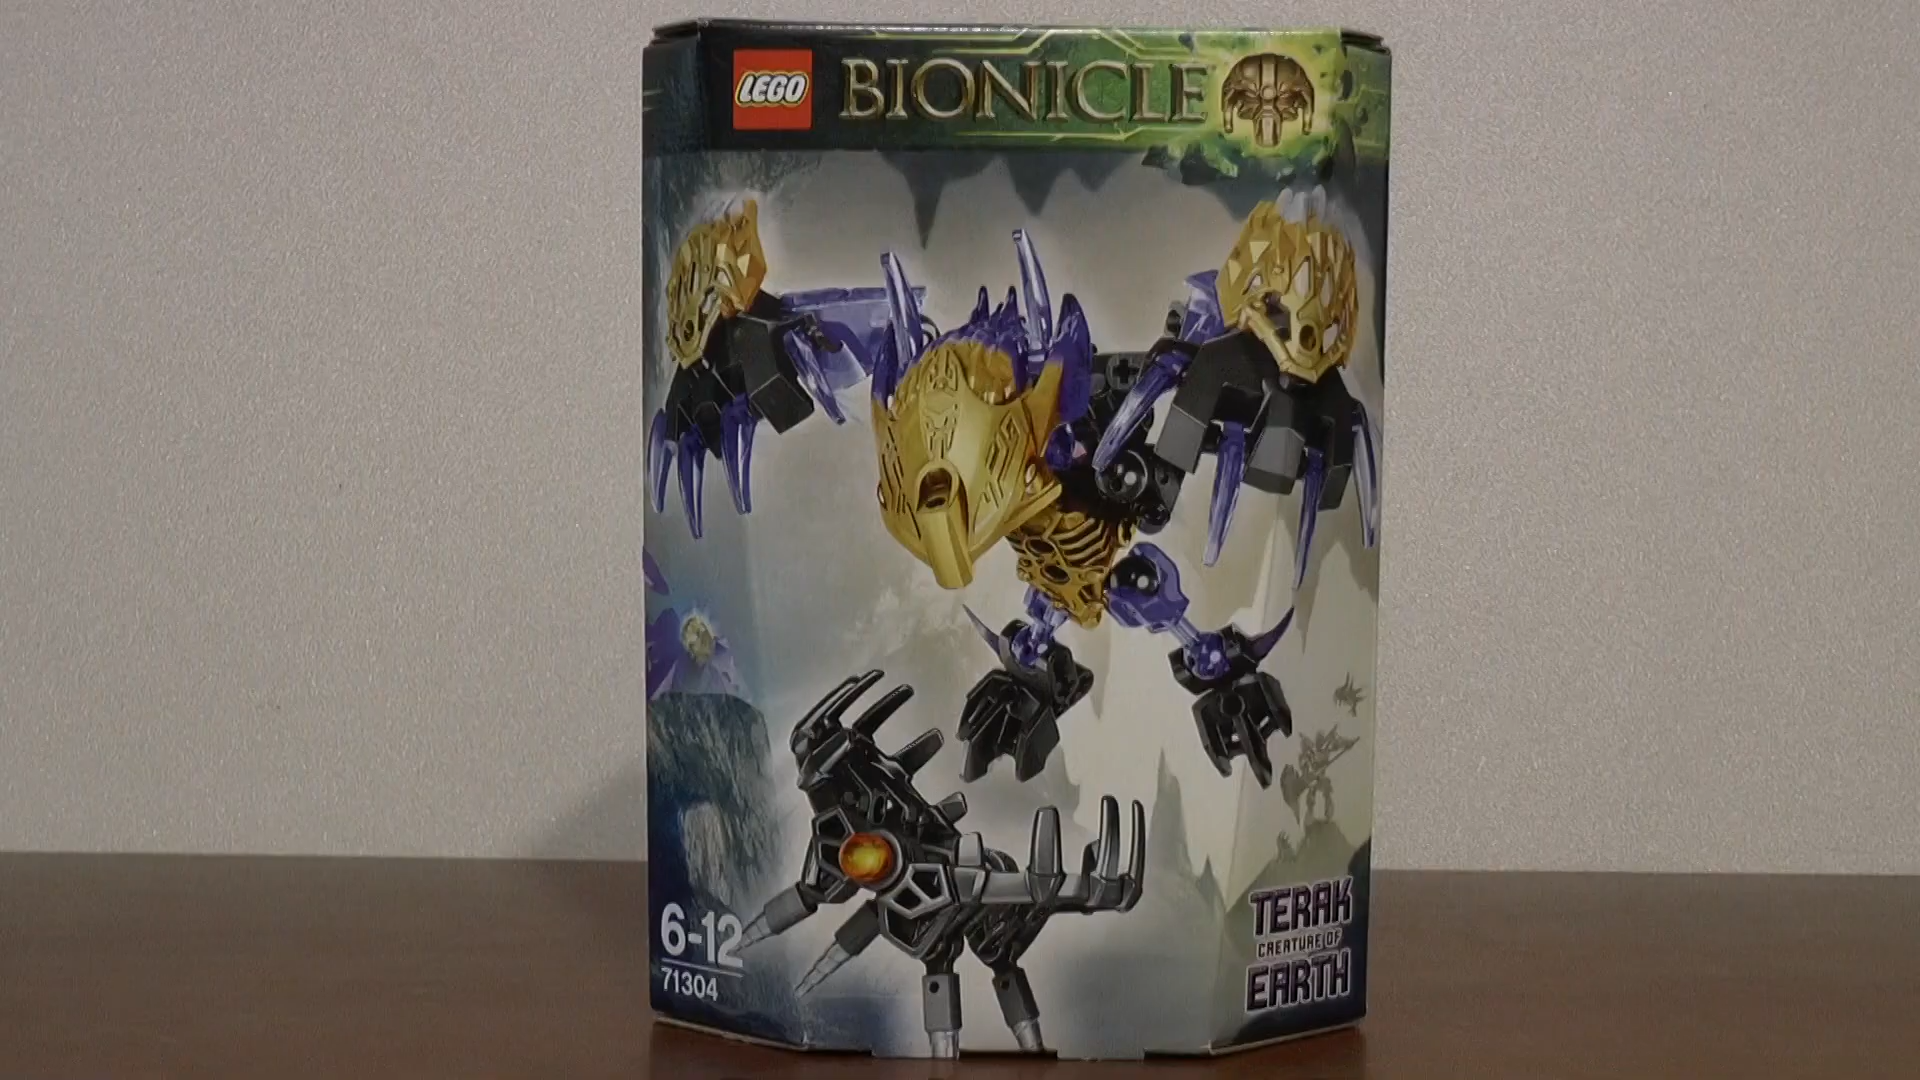 LEGO
BIONICLE
6-12
71304
TERAK
CREATURE OF
EARTH